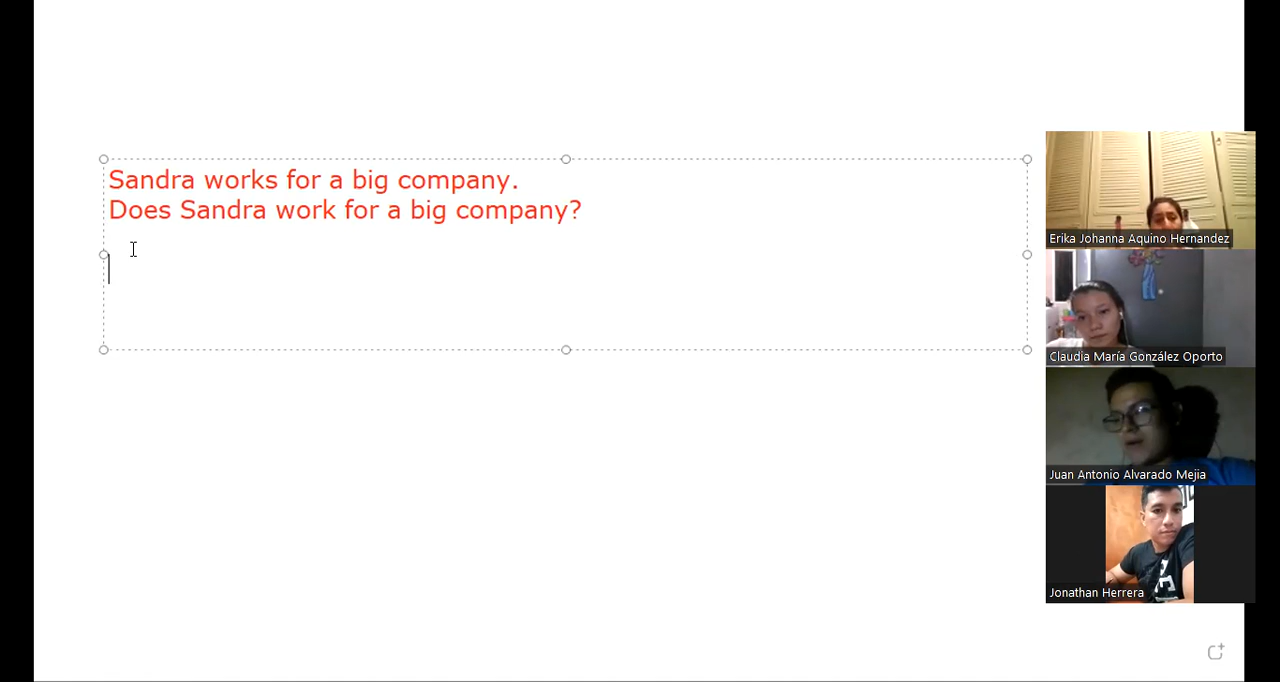 Sandra works for a big company.
Does Sandra work for a big company?
Erika Johanna Aquino Hernandez
Claudia María González Oporto
Juan Antonio Alvarado Mejia
Jonathan Herrera